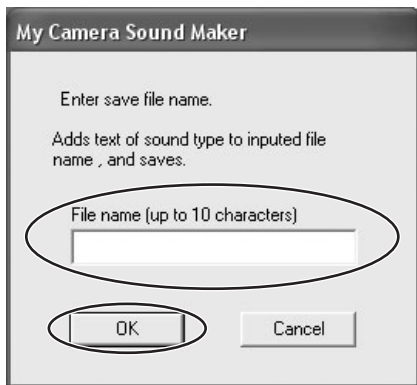 My Camera Sound Maker
Enter save file name.
Adds text of sound type to inputed file
name , and saves.
File name (up to 10 characters)
OK
Cancel